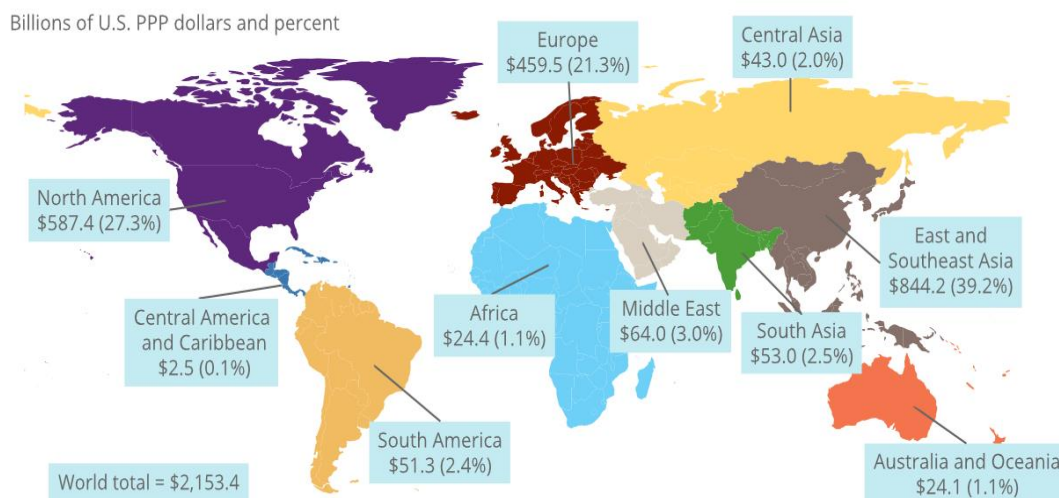 Billions of U.S. PPP dollars and percent
Europe
$459.5 (21.3%)
Central Asia
$43.0 (2.0%)
North America
$587.4 (27.3%)
East and
Southeast Asia
$844.2 (39.2%)
Central America
and Caribbean
$2.5 (0.1%)
Africa
$24.4 (1.1%)
Middle East
$64.0 (3.0%)
South Asia
$53.0 (2.5%)
South America
$51.3 (2.4%)
Australia and Oceania
$24.1 (1.1%)
World total = $2,153.4